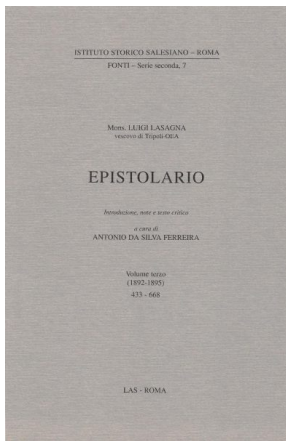 ISTITUTO STORICO SALESIANO – ROMA
FONTI – Serie seconda, 7
Mons. LUIGI LASAGNA
vescovo di Tripoli-OEA
EPISTOLARIO
Introduzione, note e testo critico
a cura di
ANTONIO DA SILVA FERREIRA
Volume terzo
(1892-1895)
433 - 668
LAS - ROMA